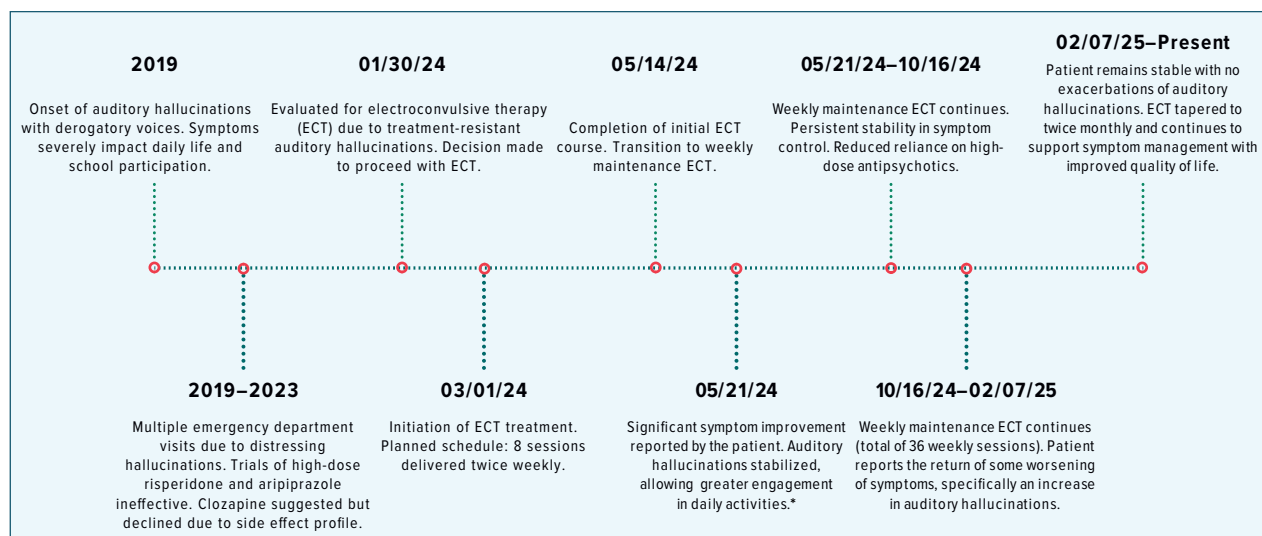 2019
Onset of auditory hallucinations
with derogatory voices. Symptoms
severely impact daily life and
school participation.
2019–2023
Multiple emergency department
visits due to distressing
hallucinations. Trials of high-dose
risperidone and aripiprazole
ineffective. Clozapine suggested but
declined due to side effect profile.
01/30/24
Evaluated for electroconvulsive therapy
(ECT) due to treatment-resistant
auditory hallucinations. Decision made
to proceed with ECT.
03/01/24
Initiation of ECT treatment.
Planned schedule: 8 sessions
delivered twice weekly.
05/14/24
Completion of initial ECT
course. Transition to weekly
maintenance ECT.
05/21/24
Significant symptom improvement
reported by the patient. Auditory
hallucinations stabilized,
allowing greater engagement
in daily activities.*
05/21/24–10/16/24
Weekly maintenance ECT continues.
Persistent stability in symptom
control. Reduced reliance on high-
dose antipsychotics.
10/16/24–02/07/25
Weekly maintenance ECT continues
(total of 36 weekly sessions). Patient
reports the return of some worsening
of symptoms, specifically an increase
in auditory hallucinations.
02/07/25–Present
Patient remains stable with no
exacerbations of auditory
hallucinations. ECT tapered to
twice monthly and continues to
support symptom management with
improved quality of life.